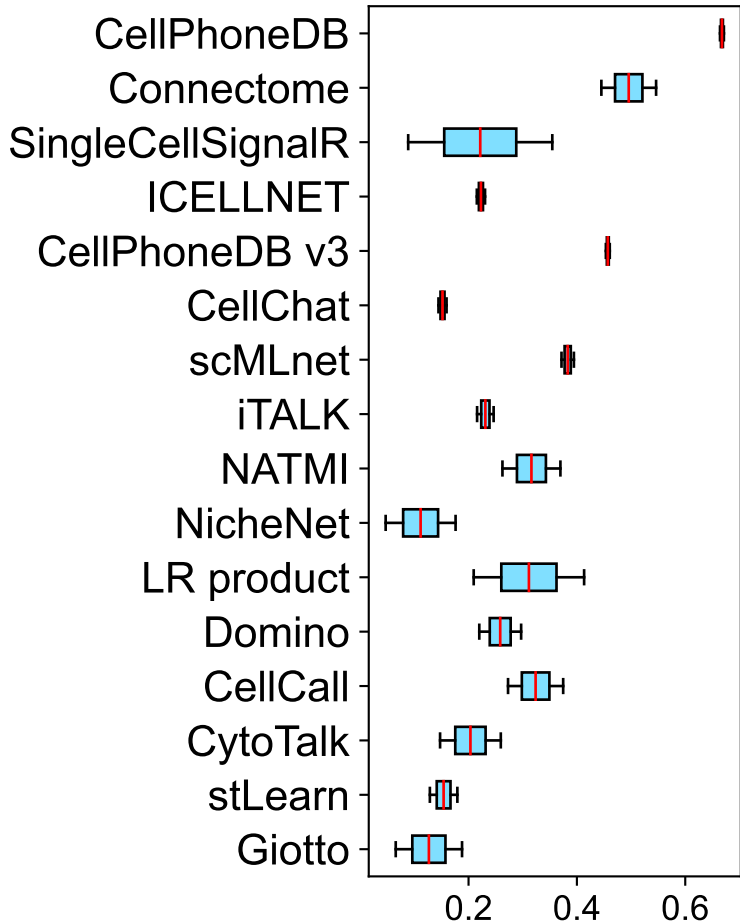 CellPhoneDB
Connectome
SingleCellSignalR
ICELLNET
CellPhoneDB v3
CellChat
scMLnet
iTALK
NATMI
NicheNet
LR product
Domino
CellCall
CytoTalk
stLearn
Giotto
0.2 0.4 0.6